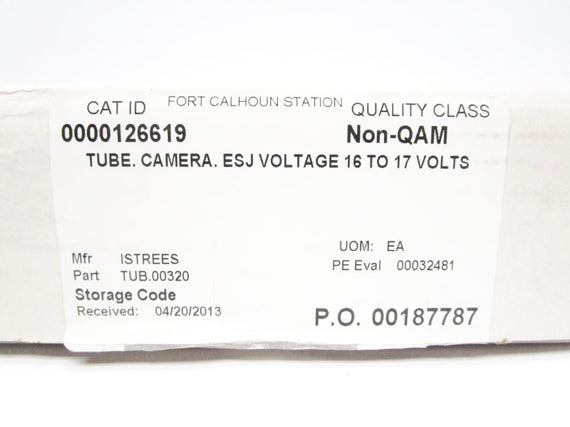 FORT CALHOUN STATION
CAT ID
QUALITY CLASS
0000126619
Non-QAM
TUBE. CAMERA. ESJ VOLTAGE 16 TO 17 VOLTS
UOM: EA
Mfr ISTREES
PE Eval 00032481
Part TUB.00320
Storage Code
Received: 04/20/2013
P.O. 00187787